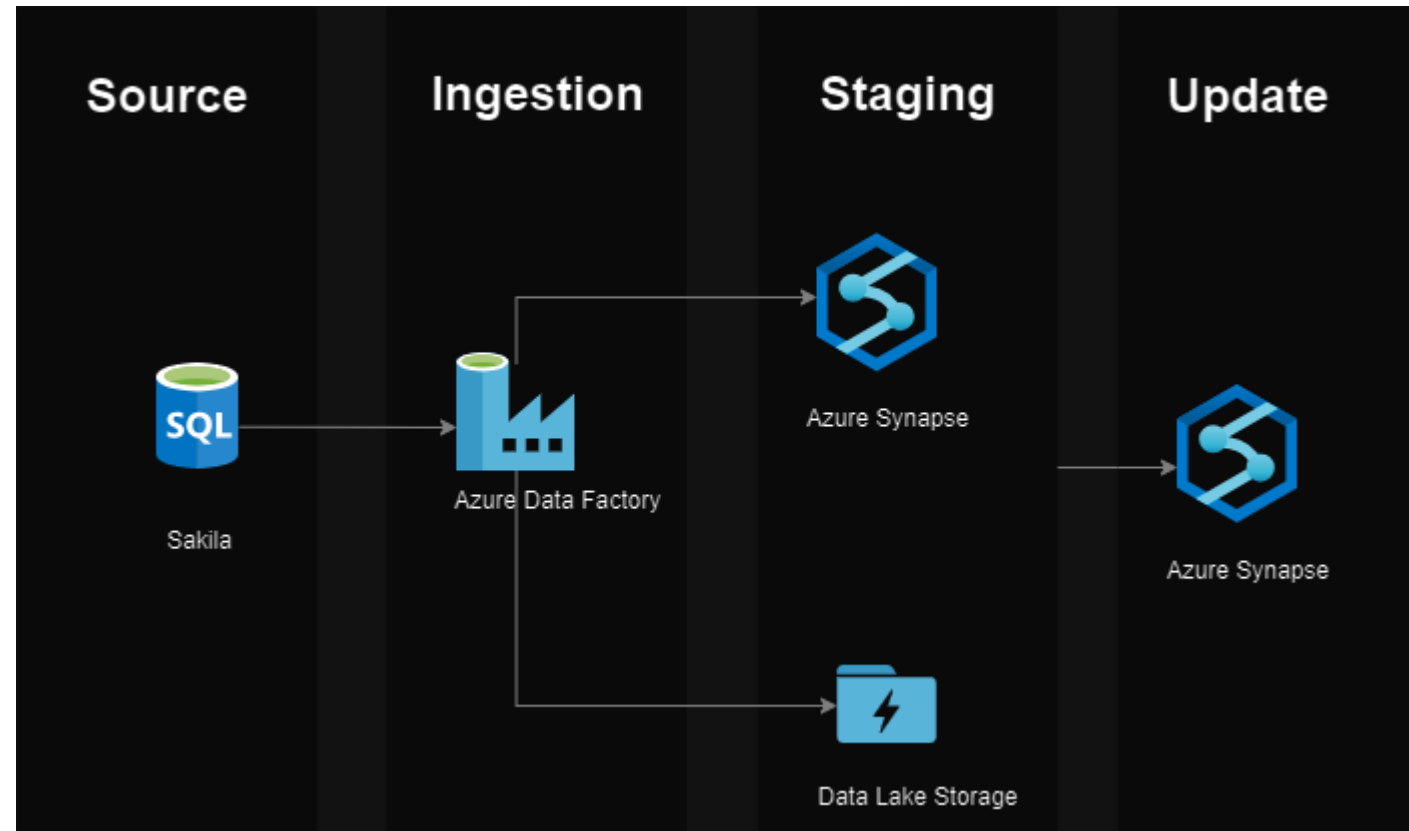 Source
Ingestion
Staging
Update
SQL
Sakila
Azure Data Factory
Azure Synapse
Data Lake Storage
Azure Synapse